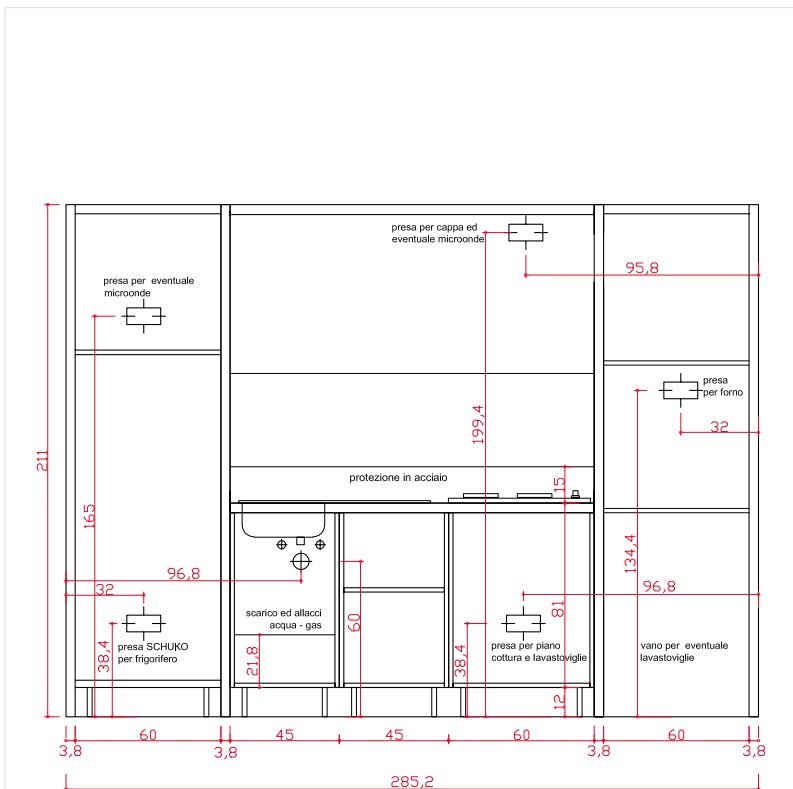 presa per cappa ed
eventuale microonde
95,8
presa per eventuale
microonde
presa
per forno
32
199,4
211
165
protezione in acciaio
15
134,4
96,8
32
96,8
81
60
scarico ed allacci
acqua - gas
presa SCHUKO
per frigorifero
38,4
21,8
38,4
presa per piano
cottura e lavastoviglie
vano per eventuale
lavastoviglie
12
3,8
60
3,8
45
45
60
3,8
60
3,8
285,2